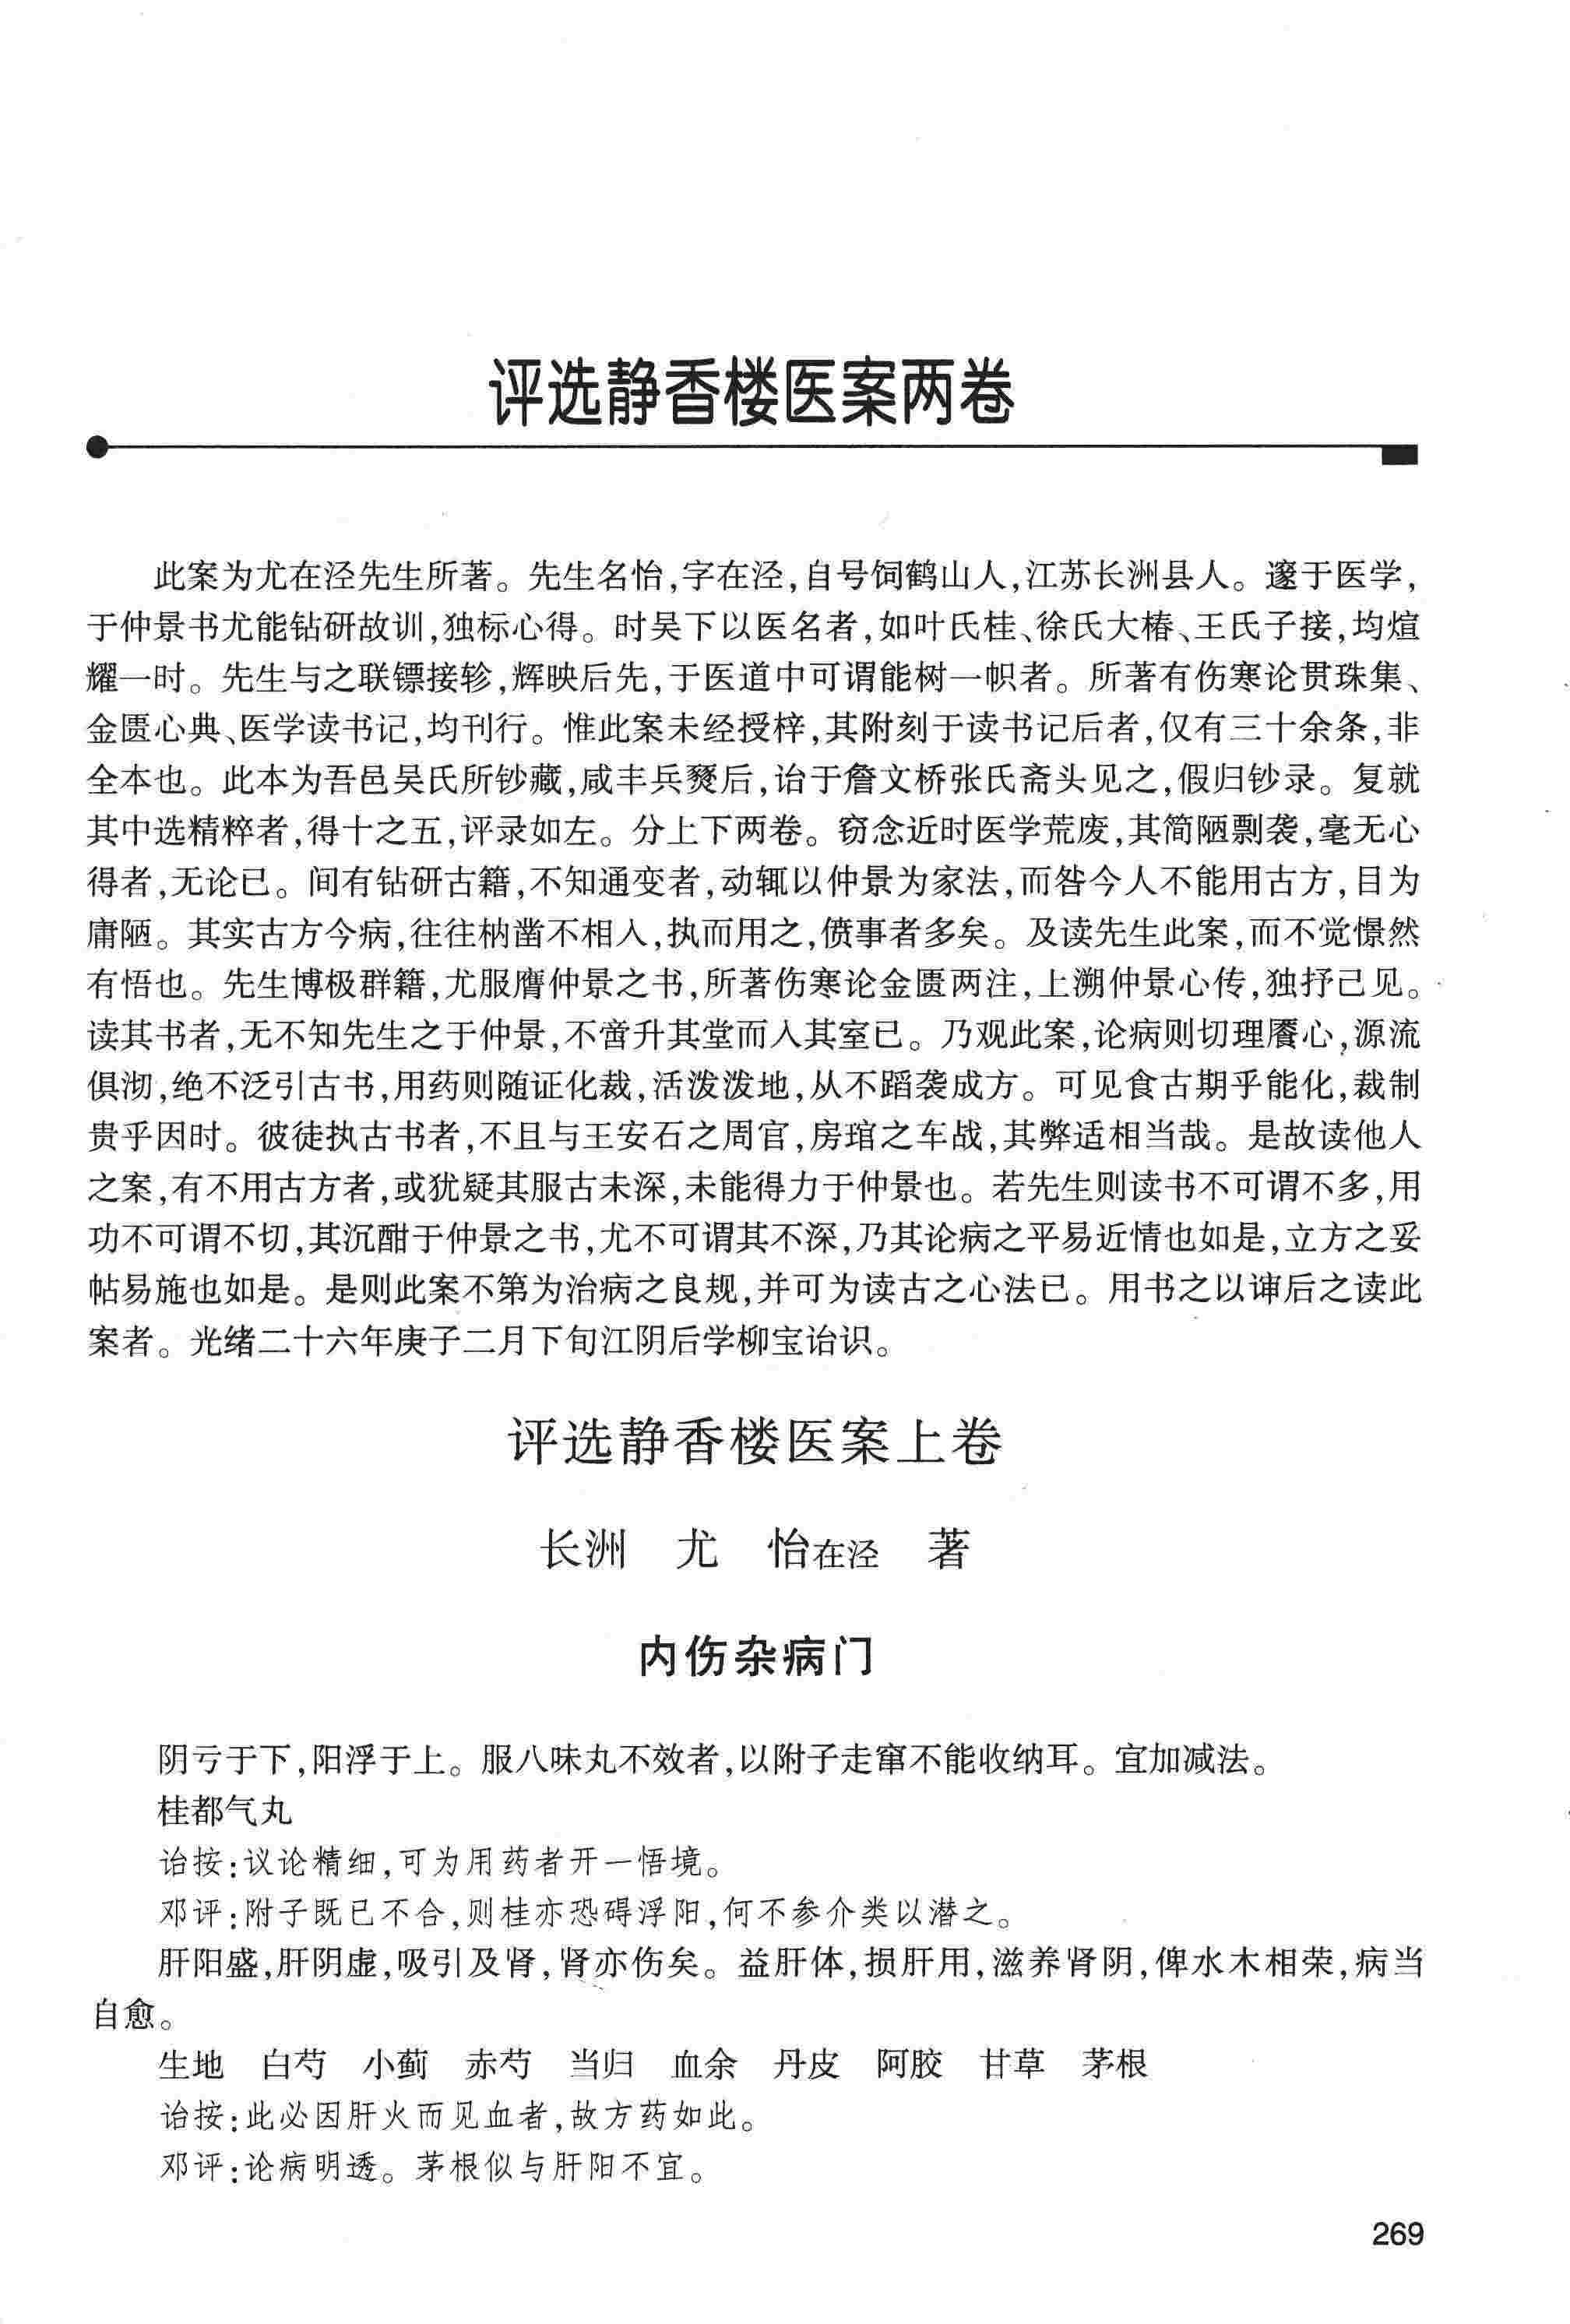 评选静香楼医案两卷
此案为尤在泾先生所著。先生名怡,字在泾,自号饲鹤山人,江苏长洲县人。邃于医学,
于仲景书尤能钻研故训,独标心得。时吴下以医名者,如叶氏桂、徐氏大椿、王氏子接,均煊
耀一时。先生与之联镖接轸,辉映后先,于医道中可谓能树一帜者。所著有伤寒论贯珠集、
金匮心典、医学读书记,均刊行。惟此案未经授梓,其附刻于读书记后者,仅有三十余条,非
全本也。此本为吾邑吴氏所钞藏,咸丰兵燹后,诒于詹文桥张氏斋头见之,假归钞录。复就
其中选精粹者,得十之五,评录如左。分上下两卷。窃念近时医学荒废,其简陋剽袭,毫无心
得者,无论已。间有钻研古籍,不知通变者,动辄以仲景为家法,而咎今人不能用古方,目为
庸陋。其实古方今病,往往枘凿不相入,执而用之,偾事者多矣。及读先生此案,而不觉憬然
有悟也。先生博极群籍,尤服膺仲景之书,所著伤寒论金匮两注,上溯仲景心传,独抒己见。
读其书者,无不知先生之于仲景,不啻升其堂而入其室已。乃观此案,论病则切理餍心,源流
俱沏,绝不泛引古书,用药则随证化裁,活泼泼地,从不蹈袭成方。可见食古期乎能化,裁制
贵乎因时。彼徒执古书者,不且与王安石之周官,房琯之车战,其弊适相当哉。是故读他人
之案,有不用古方者,或犹疑其服古未深,未能得力于仲景也。若先生则读书不可谓不多,用
功不可谓不切,其沉酣于仲景之书,尤不可谓其不深,乃其论病之平易近情也如是,立方之妥
帖易施也如是。是则此案不第为治病之良规,并可为读古之心法已。用书之以谉后之读此
案者。光绪二十六年庚子二月下旬江阴后学柳宝诒识。
评选静香楼医案上卷
长洲 尤 怡在泾 著
内伤杂病门
阴亏于下,阳浮于上。服八味丸不效者,以附子走窜不能收纳耳。宜加减法。
桂都气丸
诒按:议论精细,可为用药者开一悟境。
邓评:附子既已不合,则桂亦恐碍浮阳,何不参介类以潜之。
肝阳盛,肝阴虚,吸引及肾,肾亦伤矣。益肝体,损肝用,滋养肾阴,俾水木相荣,病当
自愈。
生地 白芍 小蓟 赤芍 当归 血余 丹皮 阿胶 甘草 茅根
诒按:此必因肝火而见血者,故方药如此。
邓评:论病明透。茅根似与肝阳不宜。
269